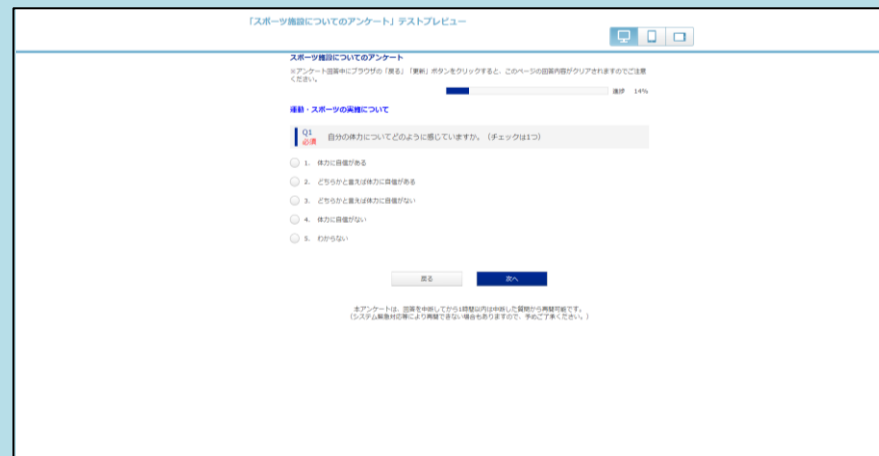 「スポーツ施設についてのアンケート」テストプレビュー
スポーツ施設についてのアンケート
※アンケート回答中にブラウザの「戻る」「更新」ボタンをクリックすると、このページの回答内容がクリアされますのでご注意
ください。
進捗 14%
運動・スポーツの実施について
Q1
必須
自分の体力についてどのように感じていますか。(チェックは1つ)
1. 体力に自信がある
2. どちらかと言えば体力に自信がある
3. どちらかと言えば体力に自信がない
4. 体力に自信がない
5. わからない
戻る
次へ
本アンケートは、回答を中断してから1時間以内は中断した質問から再開可能です。
(システム緊急対応等により再開できない場合もありますので、予めご了承ください。)